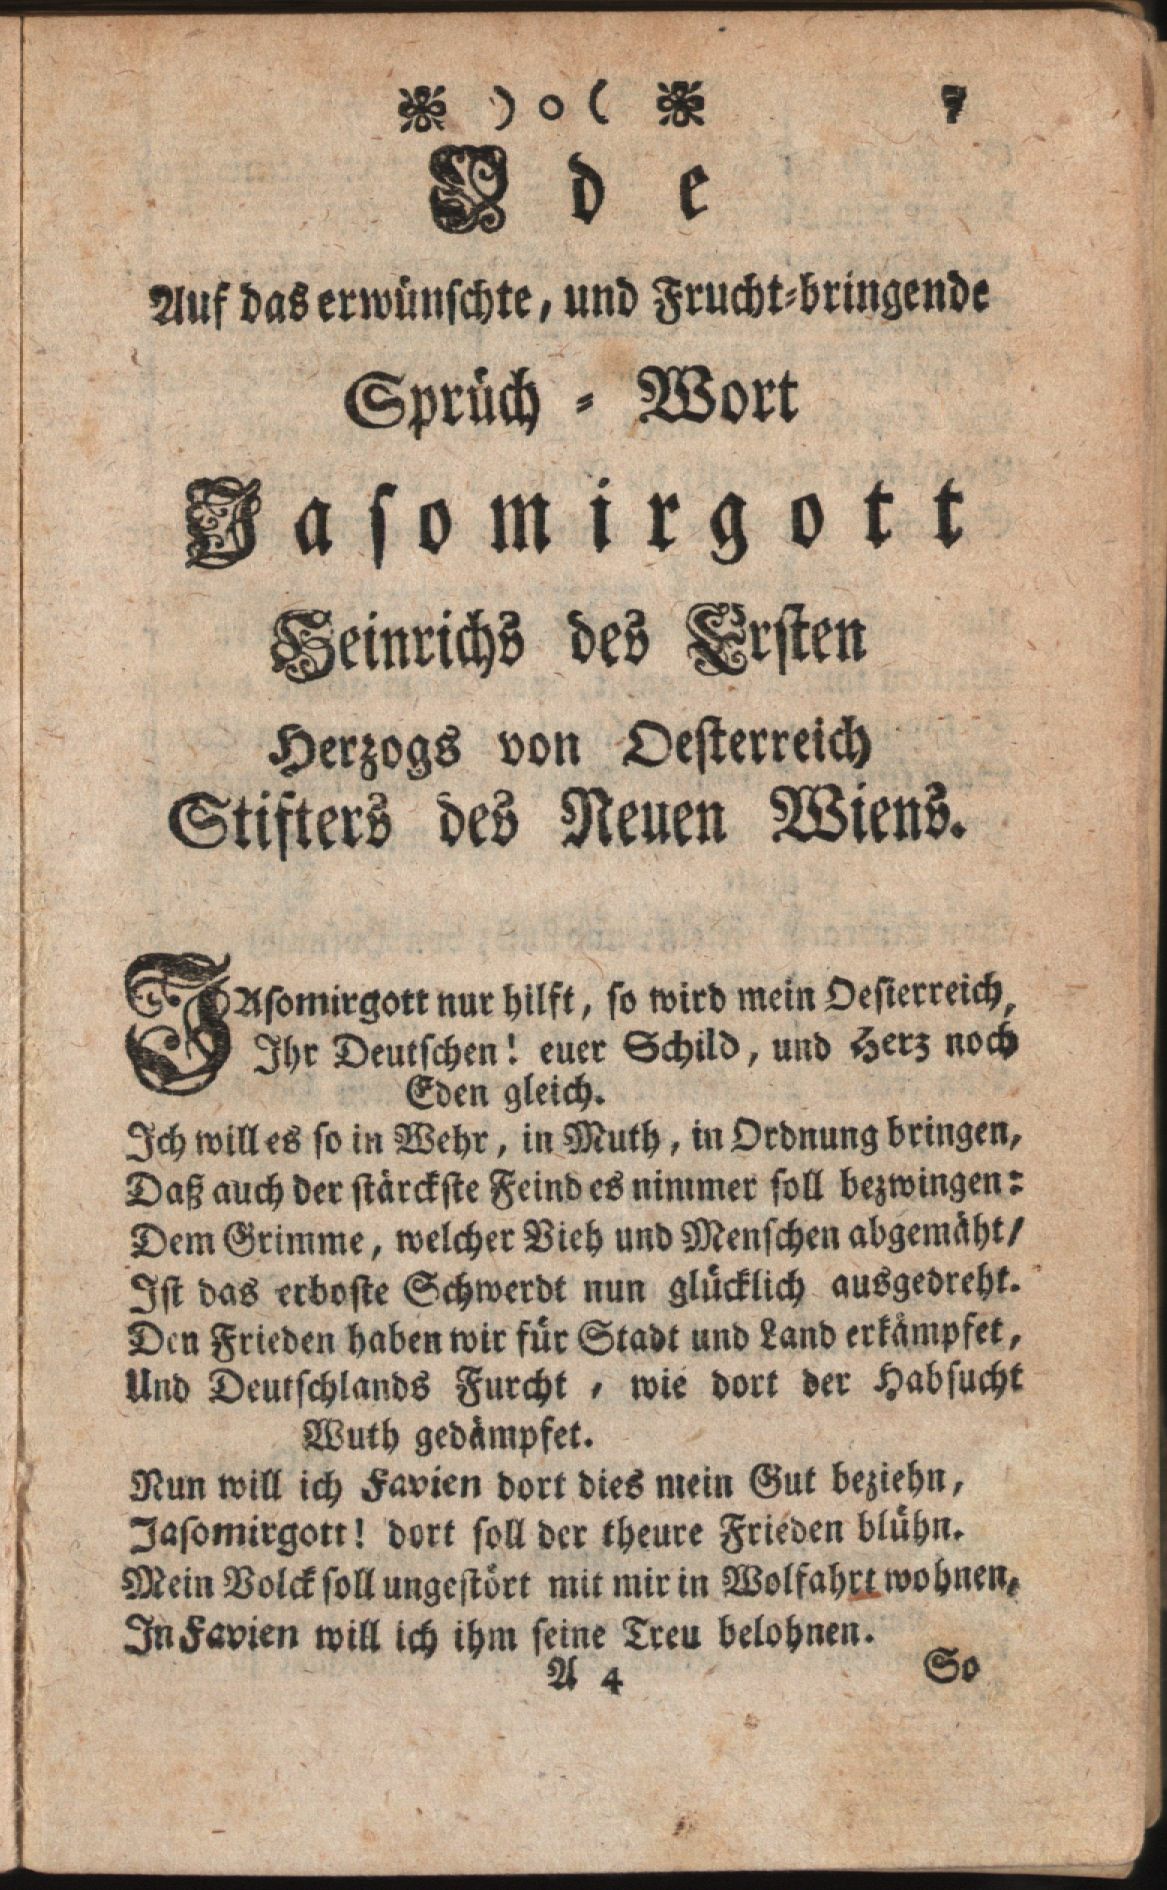 ❉ ) o ( ❉ 7
Ode
Auf das erwünschte, und Frucht-bringende
Sprüch - Wort
Jasomirgott
Heinrichs des Ersten
Herzogs von Oesterreich
Stifters des Neuen Wiens.
JAsomirgott nur hilft, so wird mein Oesterreich,
Ihr Deutschen! euer Schild, und Herz noch
Eden gleich.
Ich will es so in Wehr, in Muth, in Ordnung bringen,
Daß auch der stärckste Feind es nimmer soll bezwingen:
Dem Grimme, welcher Vieh und Menschen abgemäht/
Ist das erboste Schwerdt nun glücklich ausgedreht.
Den Frieden haben wir für Stadt und Land erkämpfet,
Und Deutschlands Furcht, wie dort der Habsucht
Wuth gedämpfet.
Nun will ich Favien dort dies mein Gut beziehn,
Jasomirgott! dort soll der theure Frieden blühn.
Mein Volck soll ungestört mit mir in Wolfahrt wohnen,
In Favien will ich ihm seine Treu belohnen.
A 4 So